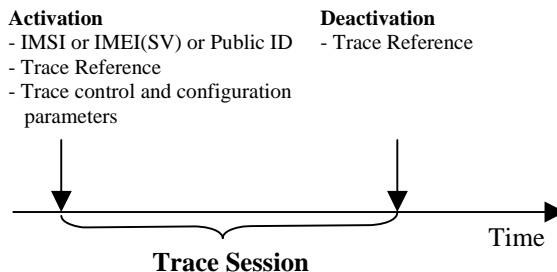 Activation
- IMSI or IMEI(SV) or Public ID
- Trace Reference
- Trace control and configuration
parameters
Deactivation
- Trace Reference
Time
Trace Session